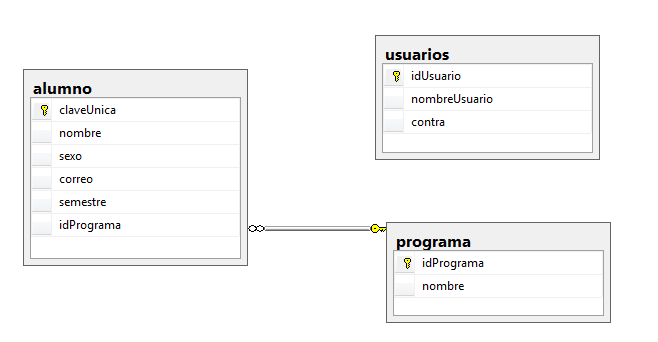 alumno
claveUnica
nombre
sexo
correo
semestre
idPrograma
usuarios
idUsuario
nombreUsuario
contra
programa
idPrograma
nombre